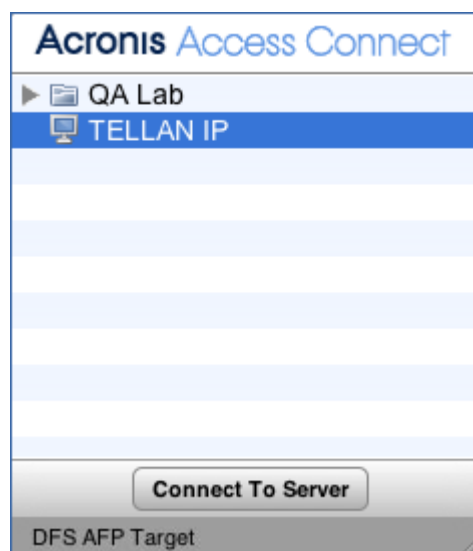 Acronis Access Connect
QA Lab
TELLAN IP
Connect To Server
DFS AFP Target